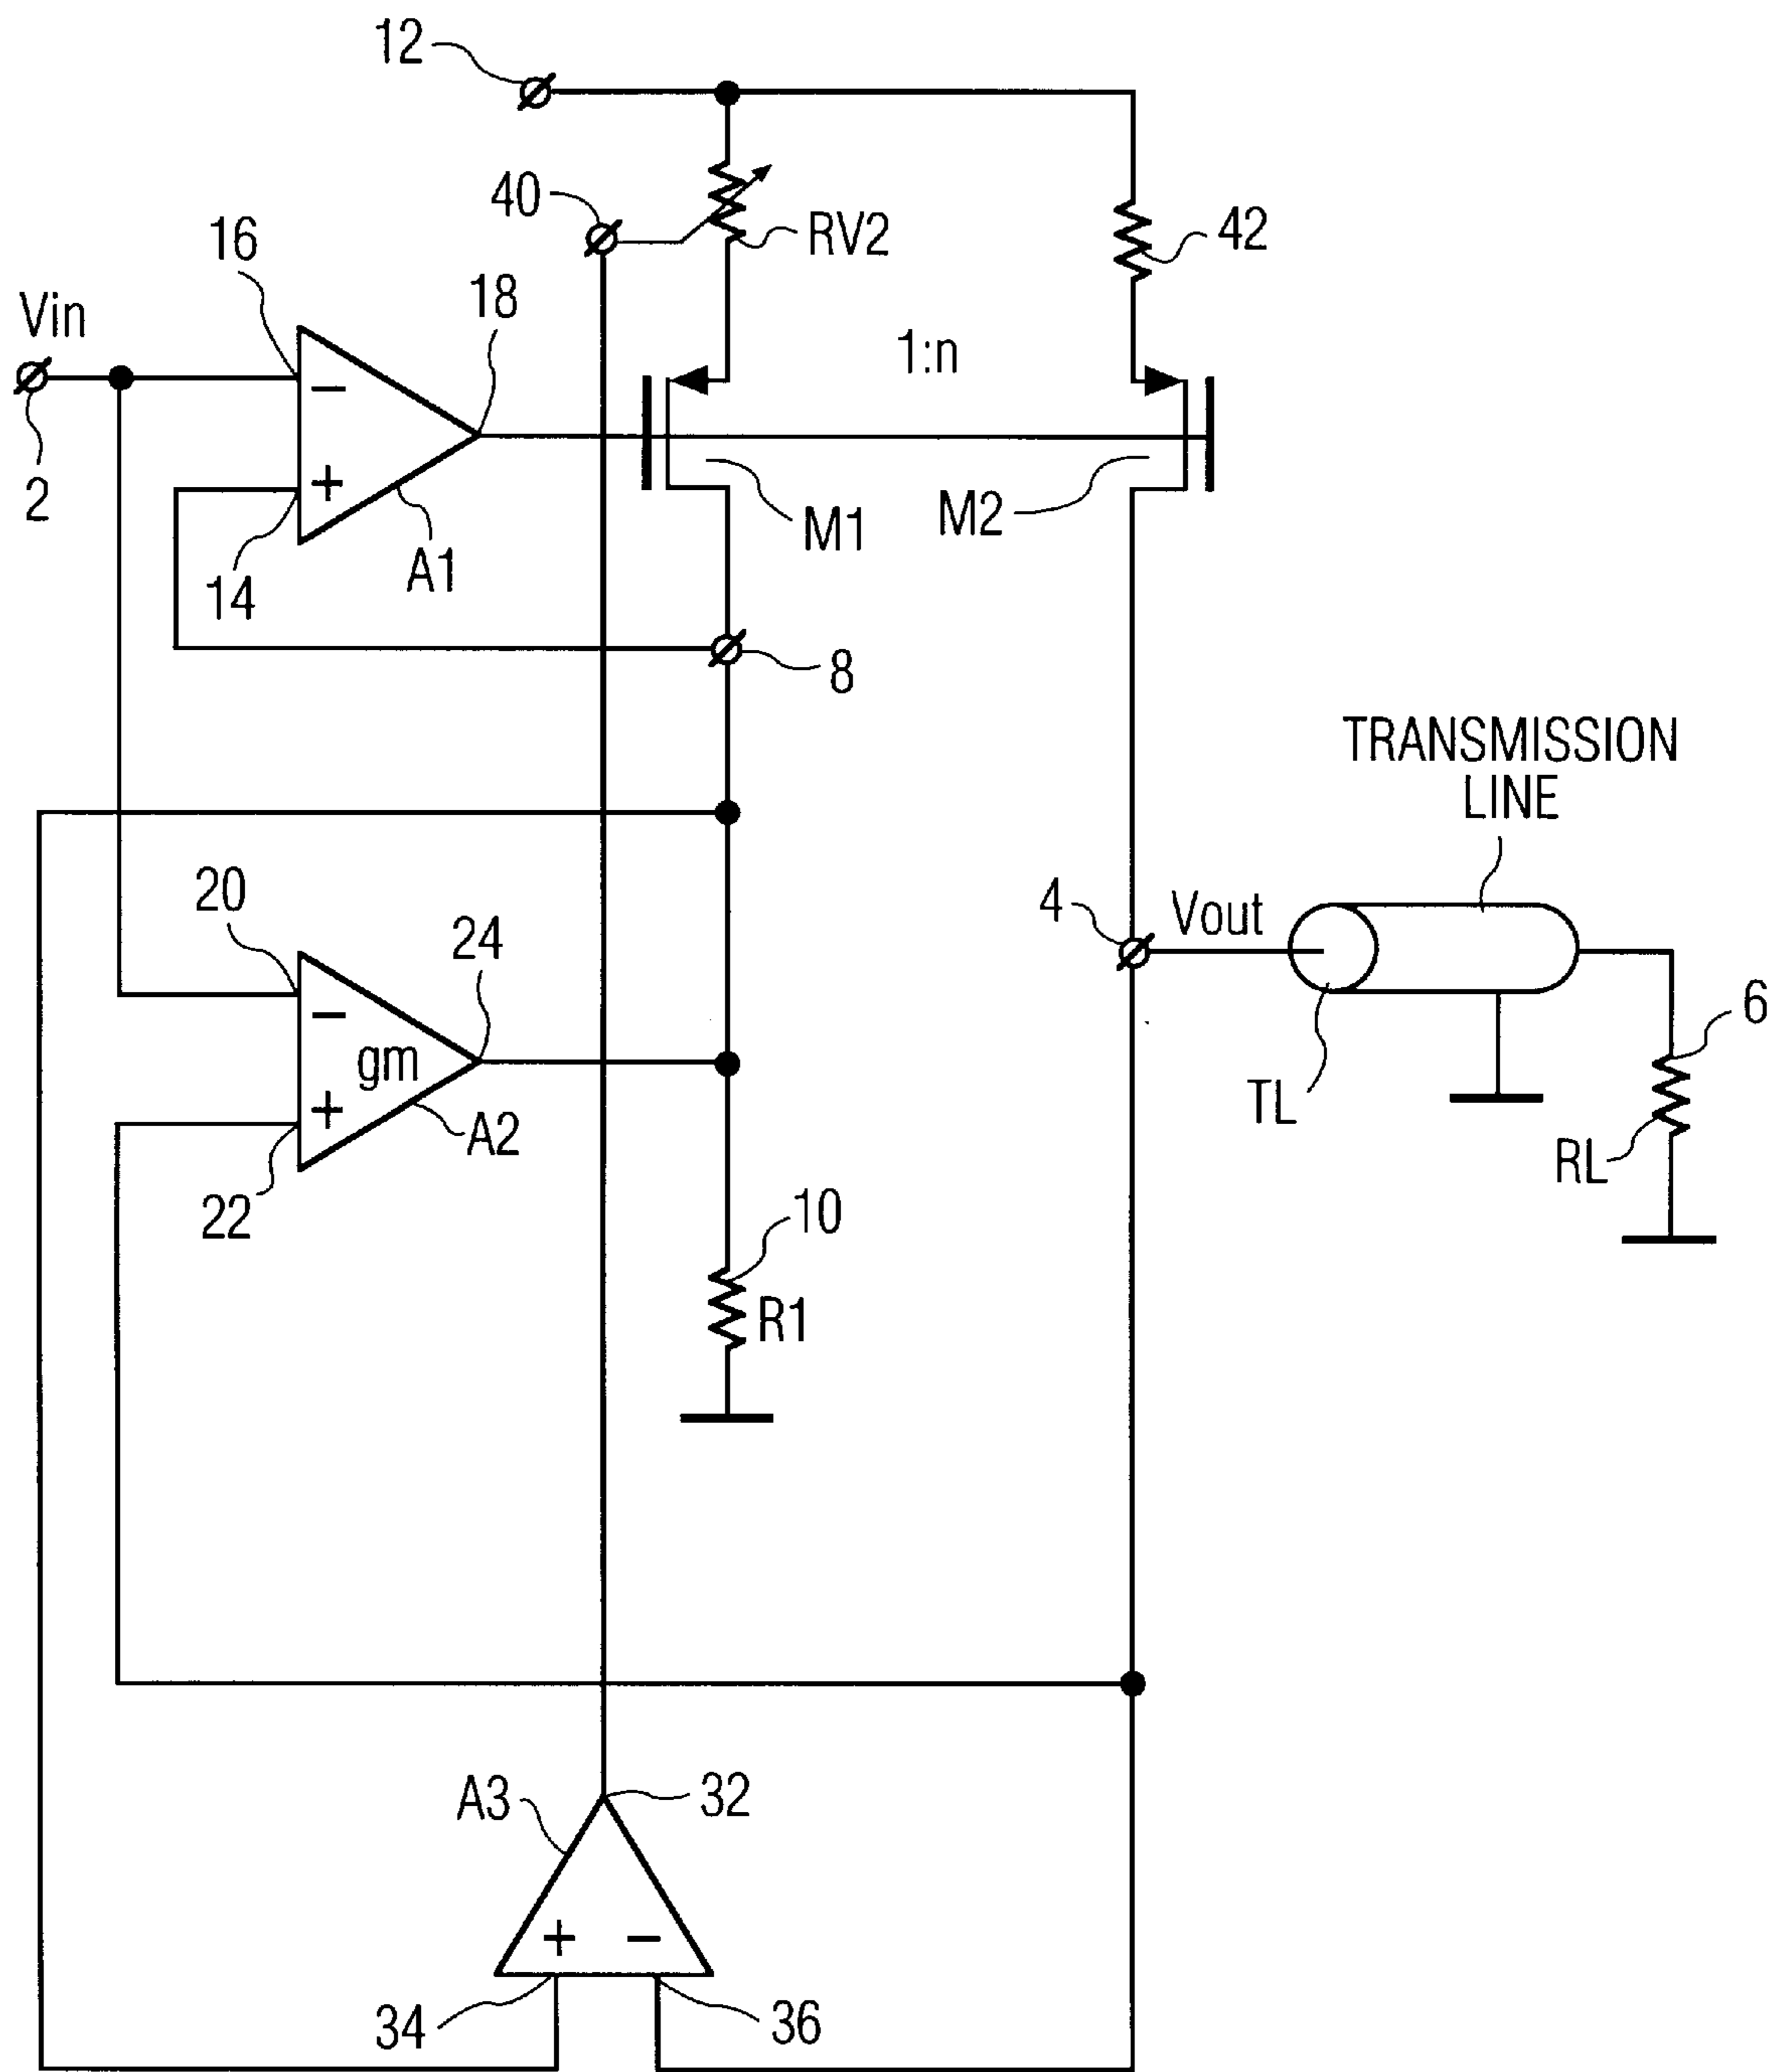 12
40
RV2
42
16
18
Vin
1:n
2
14
A1
M1
M2
8
TRANSMISSION
LINE
20
24
4
Vout
gm
A2
22
TL
6
RL
10
R1
A3
32
34
36